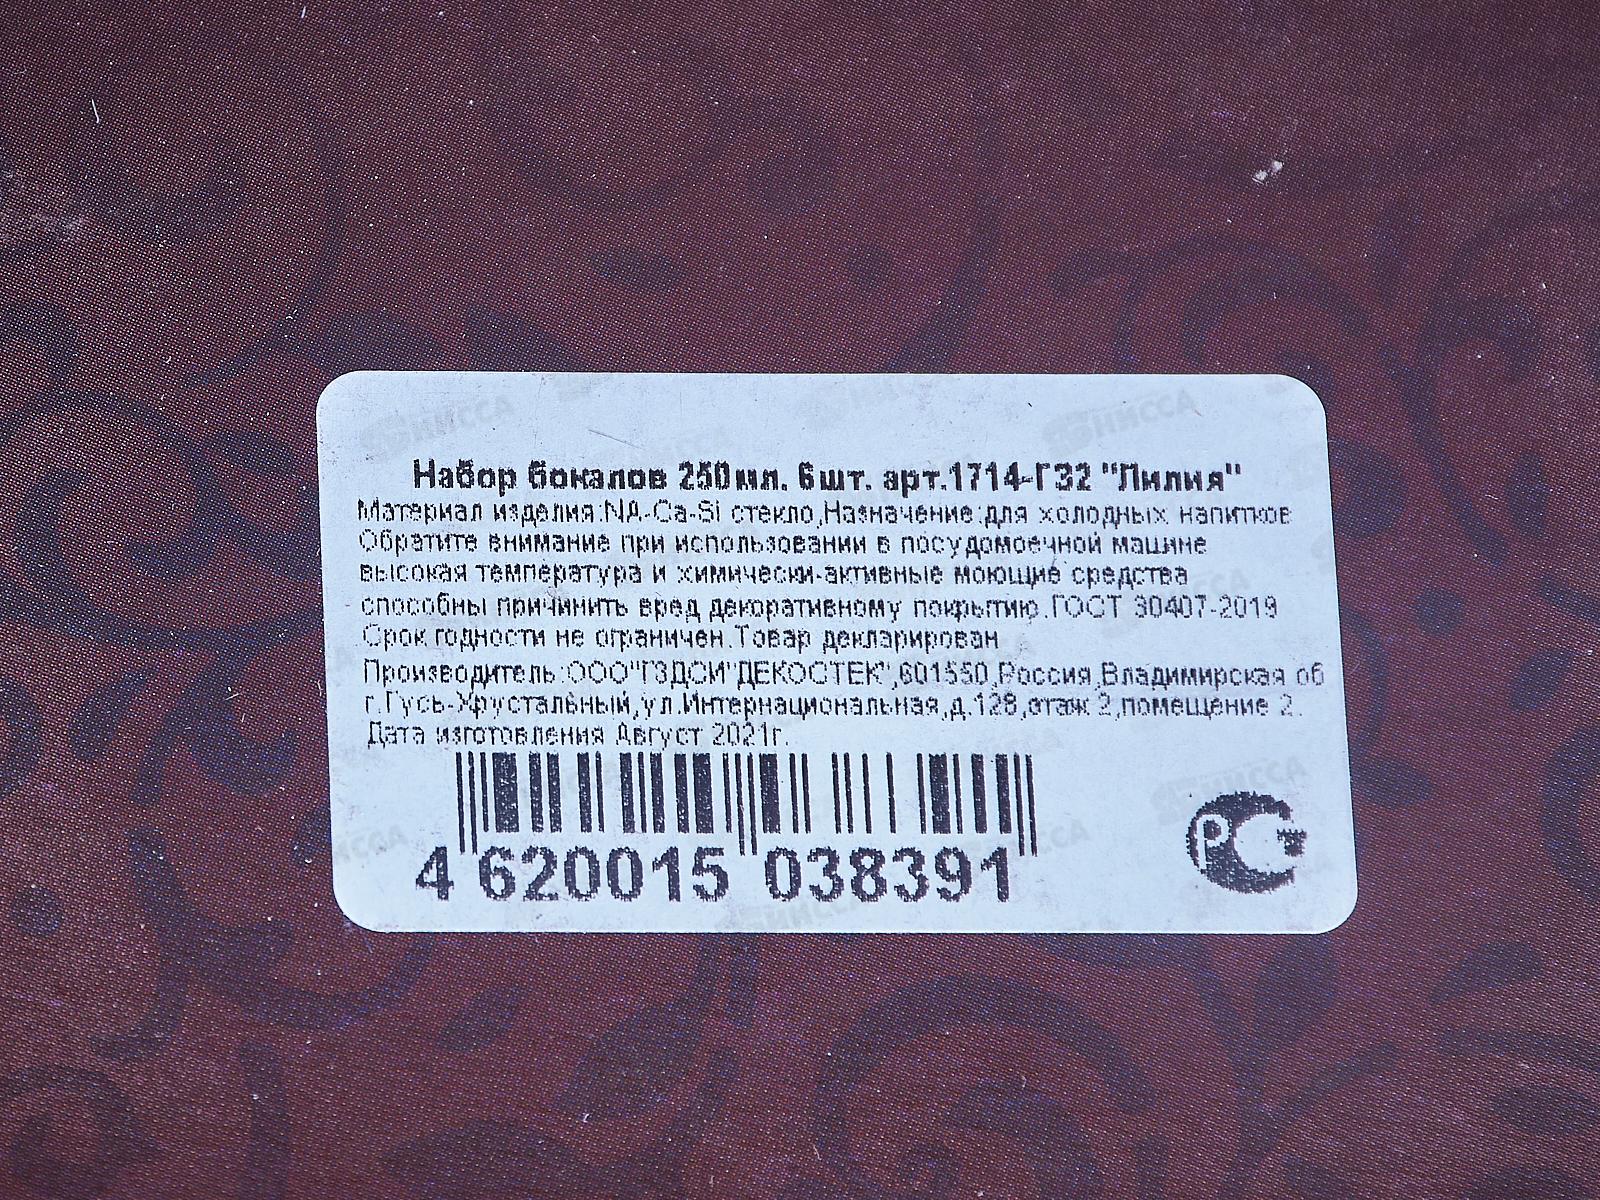 Набор бокалов 250мл. 6шт. арт.1714-Г32 "Лилия"
Материал изделия:NA-Ca-Si стекло,Назначение:для холодных напитков
Обратите внимание при использовании в посудомоечной машине
высокая температура и химически-активные моющие средства
способны причинить вред декоративному покрытию.ГОСТ 30407-2019
Срок годности не ограничен.Товар декларирован
Производитель:ООО"ГЗДСИ"ДЕКОСТЕК",601550,Россия,Владимирская об
г.Гусь-Хрустальный,ул.Интернациональная,д.128,этаж 2,помещение 2.
Дата изготовления Август 2021г.
4 620015 038391
РСТ